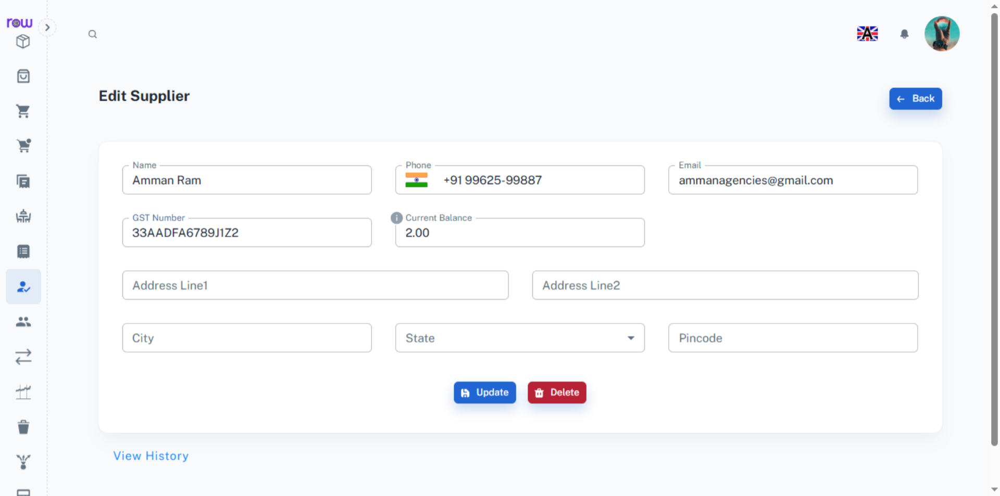 row
A
Edit Supplier
Back
Name
Amman Ram
Phone
+91 99625-99887
Email
ammanagencies@gmail.com
GST Number
33AADFA6789J1Z2
Current Balance
2.00
Address Line1
Address Line2
City
State
Pincode
Update
Delete
View History